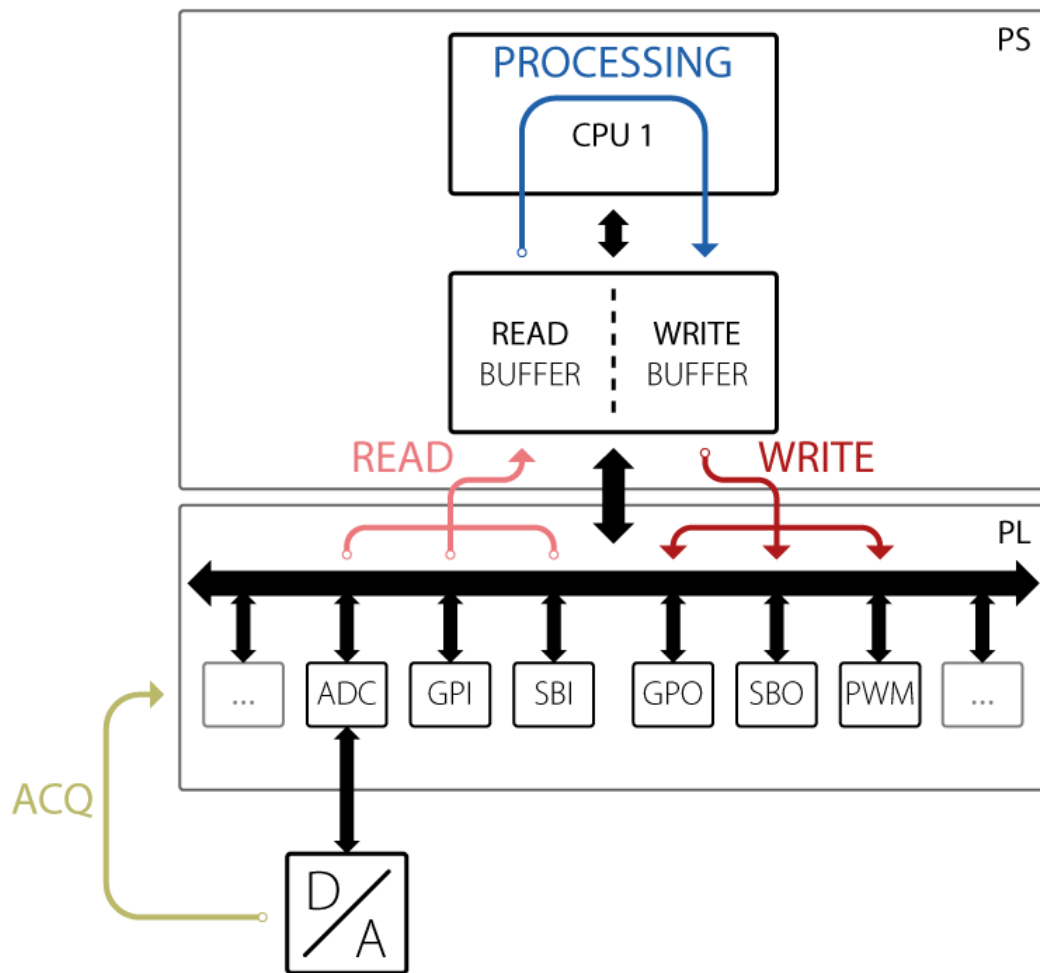 PS
PROCESSING
CPU 1
READ WRITE
BUFFER BUFFER
READ WRITE
PL
... ADC GPI SBI GPO SBO PWM ...
ACQ
D
A